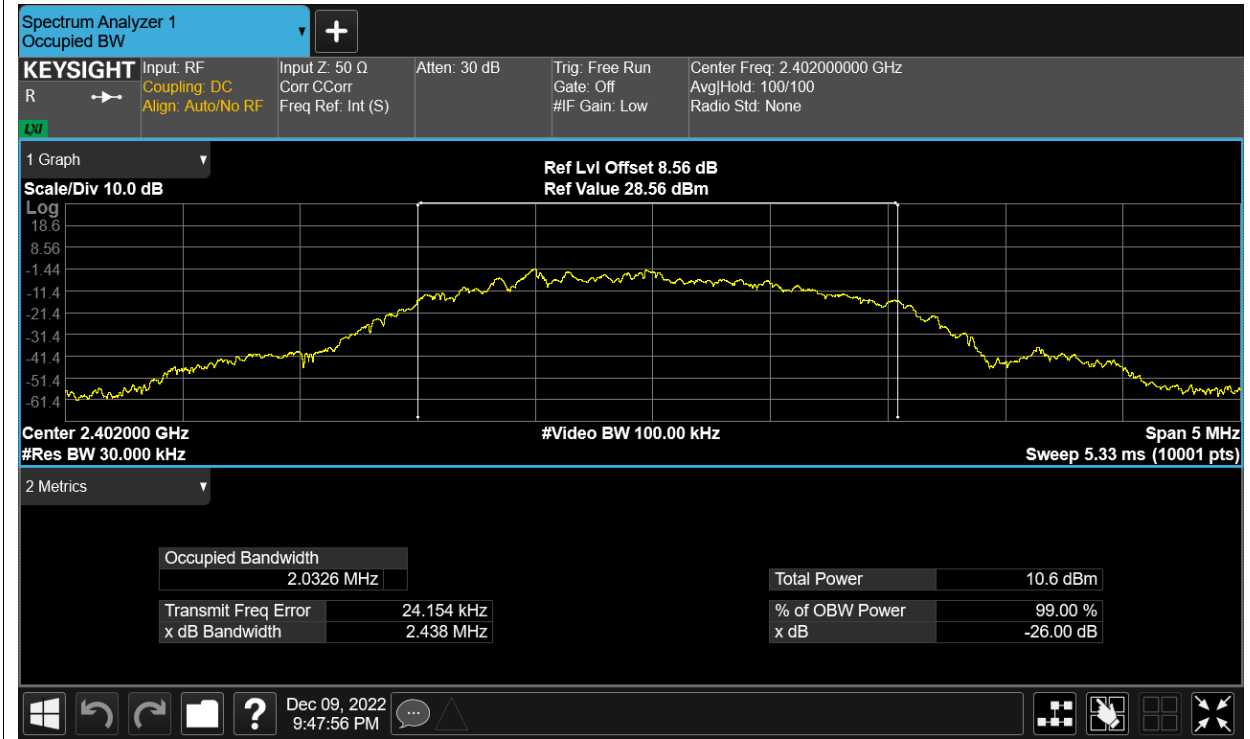 Spectrum Analyzer 1
Occupied BW
KEYSIGHT
R
LXI
Input: RF
Coupling: DC
Align: Auto/No RF
Input Z: 50 Ω
Corr CCorr
Freq Ref: Int (S)
Atten: 30 dB
Trig: Free Run
Gate: Off
#IF Gain: Low
Center Freq: 2.402000000 GHz
Avg|Hold: 100/100
Radio Std: None
1 Graph
Scale/Div 10.0 dB
Ref Lvl Offset 8.56 dB
Ref Value 28.56 dBm
Log
18.6
8.56
-1.44
-11.4
-21.4
-31.4
-41.4
-51.4
-61.4
Center 2.402000 GHz
#Res BW 30.000 kHz
#Video BW 100.00 kHz
Span 5 MHz
Sweep 5.33 ms (10001 pts)
2 Metrics
Occupied Bandwidth
2.0326 MHz
Transmit Freq Error 24.154 kHz
x dB Bandwidth 2.438 MHz
Total Power 10.6 dBm
% of OBW Power 99.00 %
x dB -26.00 dB
?
Dec 09, 2022
9:47:56 PM